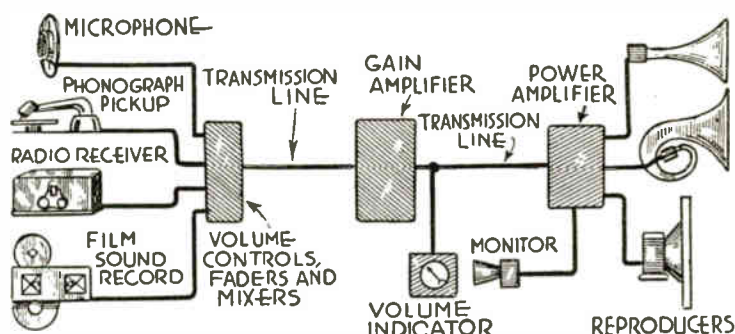 MICROPHONE
PHONOGRAPH
PICKUP
RADIO RECEIVER
FILM
SOUND
RECORD
TRANSMISSION
LINE
VOLUME
CONTROLS,
FADERS AND
MIXERS
GAIN
AMPLIFIER
TRANSMISSION
LINE
VOLUME
INDICATOR
MONITOR
POWER
AMPLIFIER
REPRODUCERS